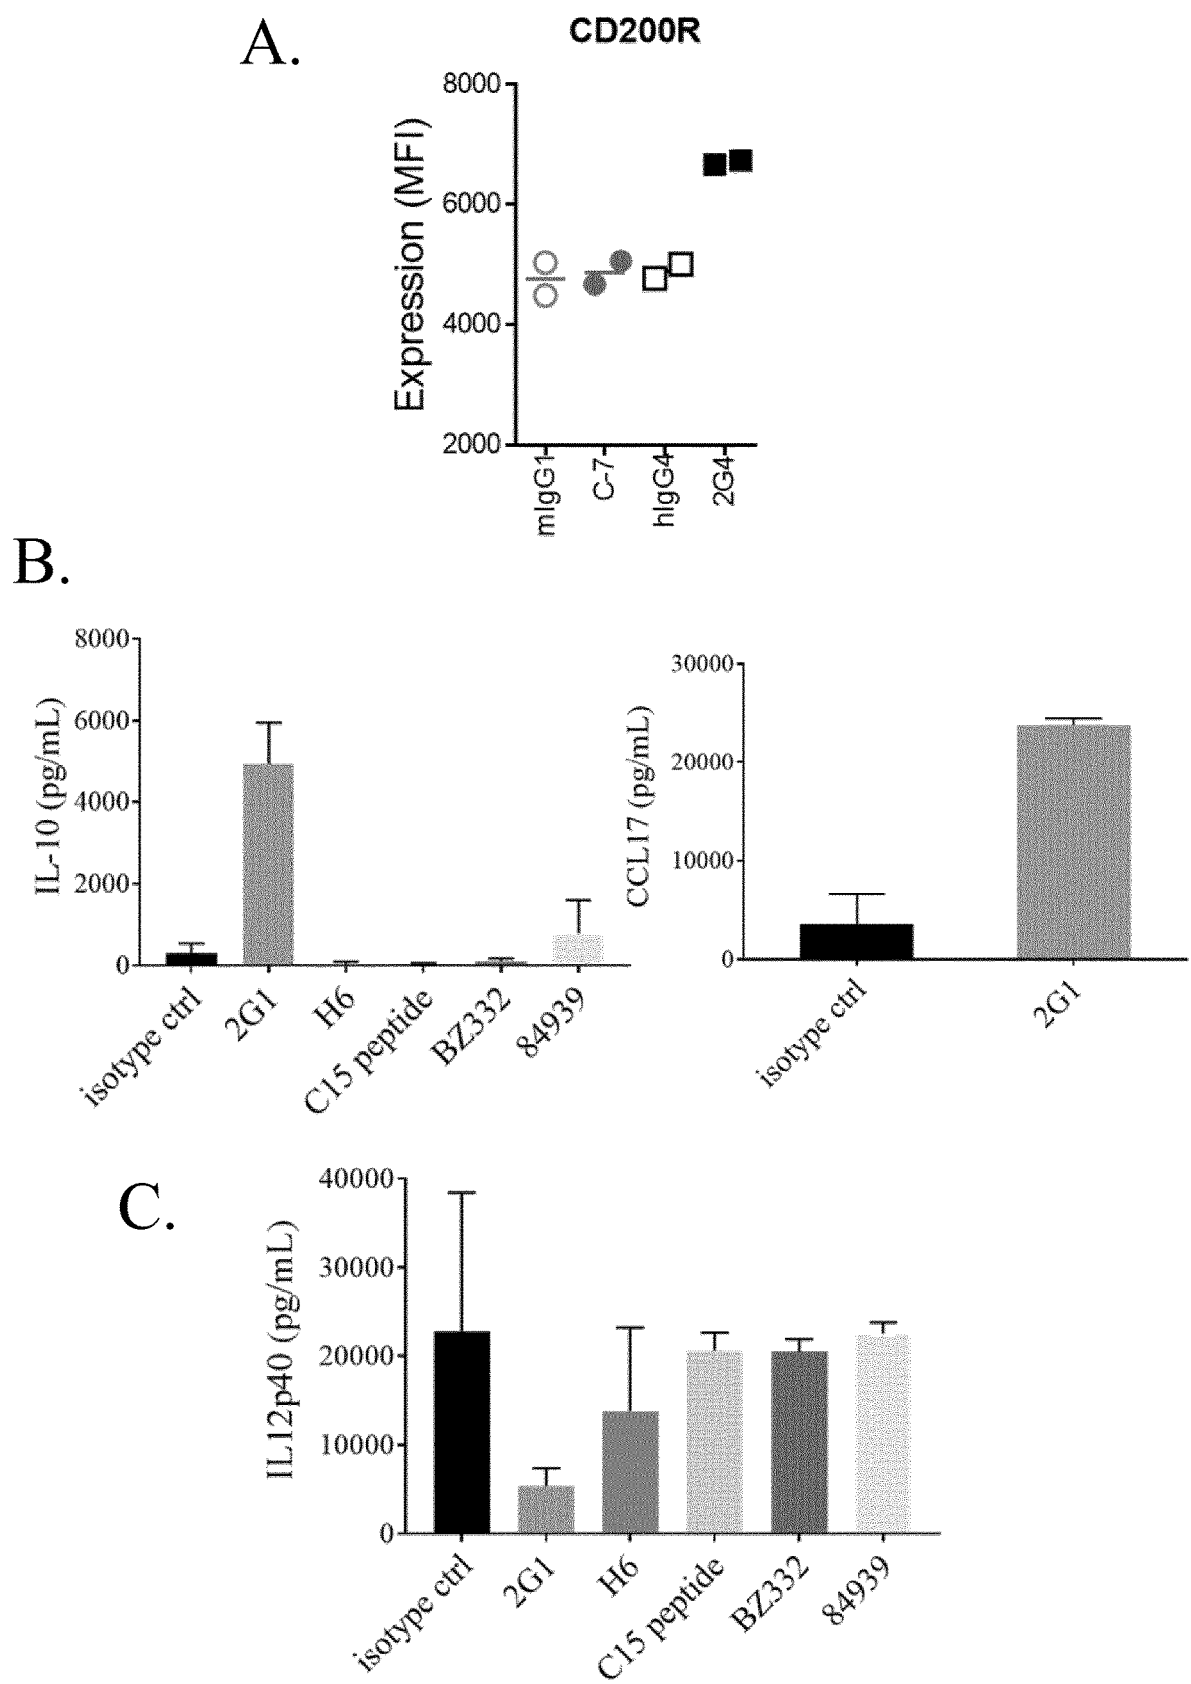 A.
CD200R
Expression (MFI)
8000
6000
4000
2000
mIgG1
C-7
hIgG4
2G4
B.
IL-10 (pg/mL)
8000
6000
4000
2000
0
isotype ctrl
2G1
H6
C15 peptide
BZ332
84939
CCL17 (pg/mL)
30000
20000
10000
0
isotype ctrl
2G1
C.
IL12p40 (pg/mL)
40000
30000
20000
10000
0
isotype ctrl
2G1
H6
C15 peptide
BZ332
84939